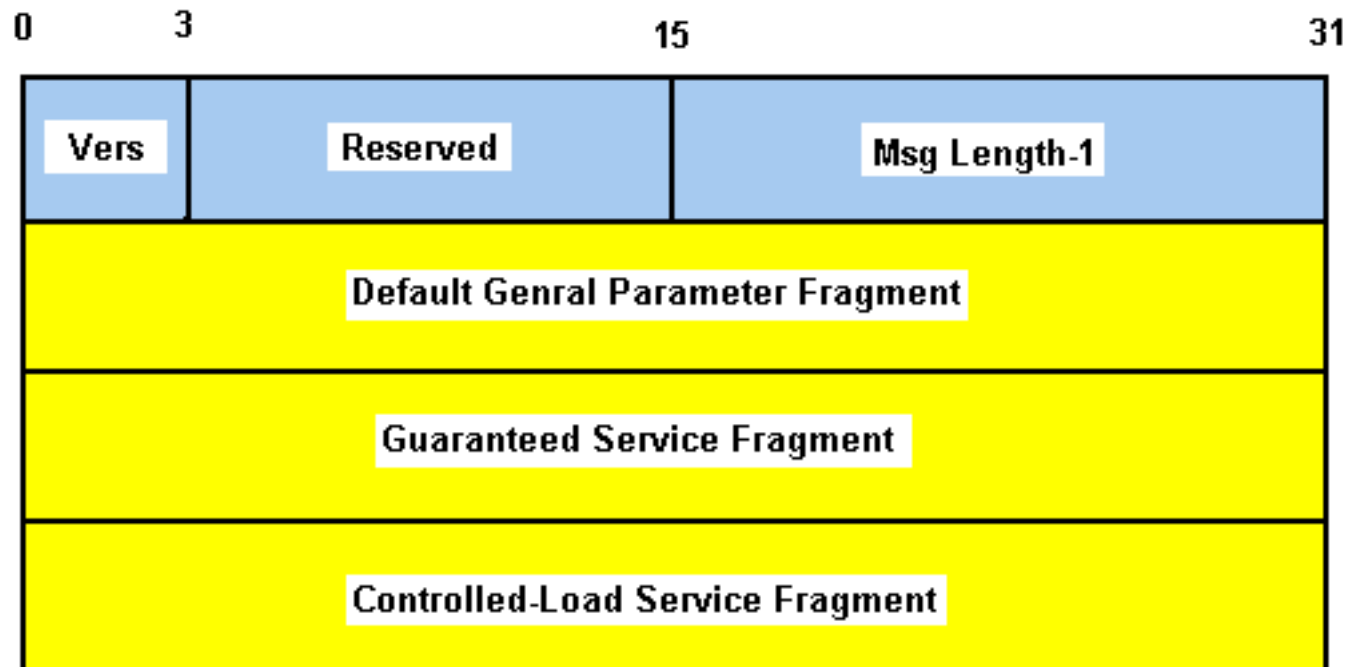 0 3 15 31
Vers Reserved Msg Length-1
Default Genral Parameter Fragment
Guaranteed Service Fragment
Controlled-Load Service Fragment